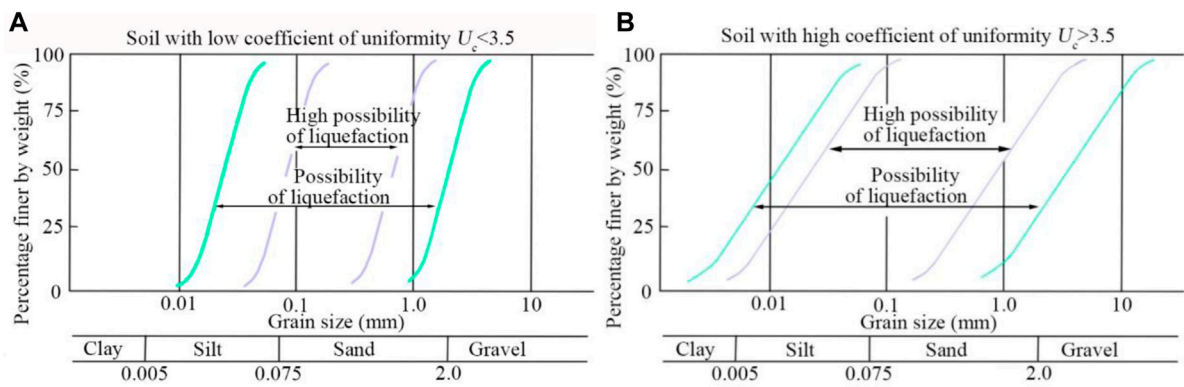 A
Soil with low coefficient of uniformity Uc<3.5
Percentage finer by weight (%)
100
75
50
25
0
High possibility
of liquefaction
Possibility
of liquefaction
0.01
0.1
1.0
10
Grain size (mm)
Clay
Silt
Sand
Gravel
0.005
0.075
2.0
B
Soil with high coefficient of uniformity Uc>3.5
Percentage finer by weight (%)
100
75
50
25
0
High possibility
of liquefaction
Possibility
of liquefaction
0.01
0.1
1.0
10
Grain size (mm)
Clay
Silt
Sand
Gravel
0.005
0.075
2.0